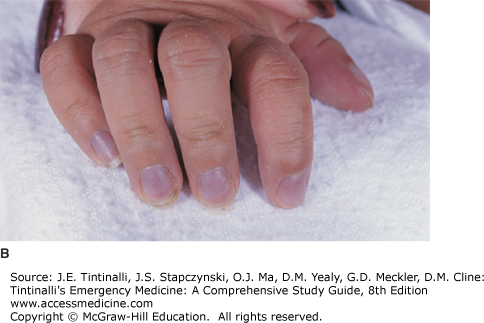 B
Source: J.E. Tintinalli, J.S. Stapczynski, O.J. Ma, D.M. Yealy, G.D. Meckler, D.M. Cline:
Tintinalli's Emergency Medicine: A Comprehensive Study Guide, 8th Edition
www.accessmedicine.com
Copyright © McGraw-Hill Education.  All rights reserved.